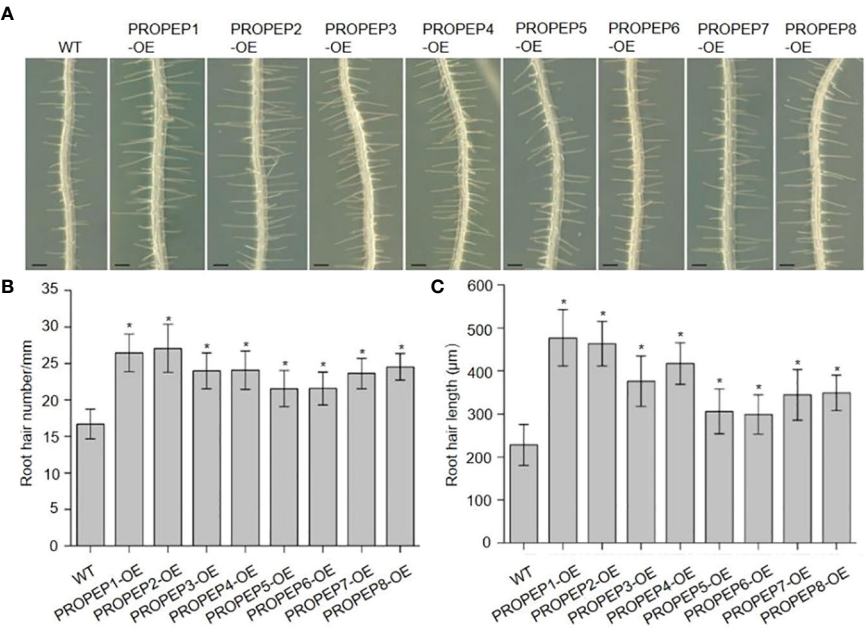 A
WT
PROPEP1
-OE
PROPEP2
-OE
PROPEP3
-OE
PROPEP4
-OE
PROPEP5
-OE
PROPEP6
-OE
PROPEP7
-OE
PROPEP8
-OE
B
Root hair number/mm
35
30
25
20
15
10
5
0
* * * * * * * *
WT
PROPEP1-OE
PROPEP2-OE
PROPEP3-OE
PROPEP4-OE
PROPEP5-OE
PROPEP6-OE
PROPEP7-OE
PROPEP8-OE
C
Root hair length (µm)
600
500
400
300
200
100
0
* * * * * * * *
WT
PROPEP1-OE
PROPEP2-OE
PROPEP3-OE
PROPEP4-OE
PROPEP5-OE
PROPEP6-OE
PROPEP7-OE
PROPEP8-OE